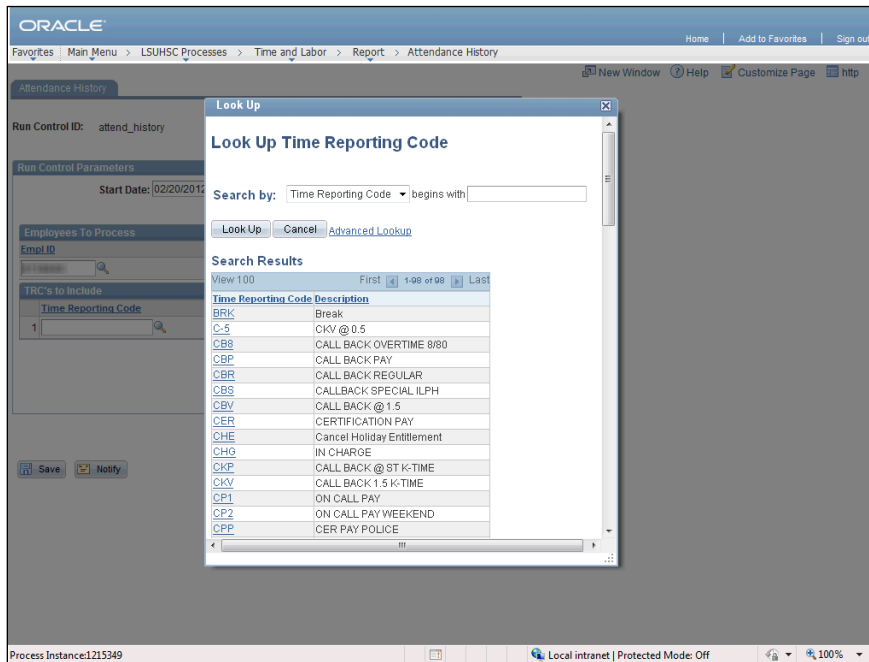 ORACLE
Home | Add to Favorites | Sign out
Favorites Main Menu > LSUHSC Processes > Time and Labor > Report > Attendance History
New Window Help Customize Page http
Attendance History
Run Control ID: attend_history
Run Control Parameters
Start Date: 02/20/2012
Employees To Process
Empl ID
TRC's to Include
Time Reporting Code
1
Save Notify
Look Up
Look Up Time Reporting Code
Search by: Time Reporting Code begins with
Look Up Cancel Advanced Lookup
Search Results
View 100 First 1-98 of 98 Last
Time Reporting Code Description
BRK Break
C-5 CKV @ 0.5
CB8 CALL BACK OVERTIME 8/80
CBP CALL BACK PAY
CBR CALL BACK REGULAR
CBS CALLBACK SPECIAL ILPH
CBV CALL BACK @ 1.5
CER CERTIFICATION PAY
CHE Cancel Holiday Entitlement
CHG IN CHARGE
CKP CALL BACK @ ST K-TIME
CKV CALL BACK 1.5 K-TIME
CP1 ON CALL PAY
CP2 ON CALL PAY WEEKEND
CPP CER PAY POLICE
Process Instance:1215349 Local intranet | Protected Mode: Off 100%